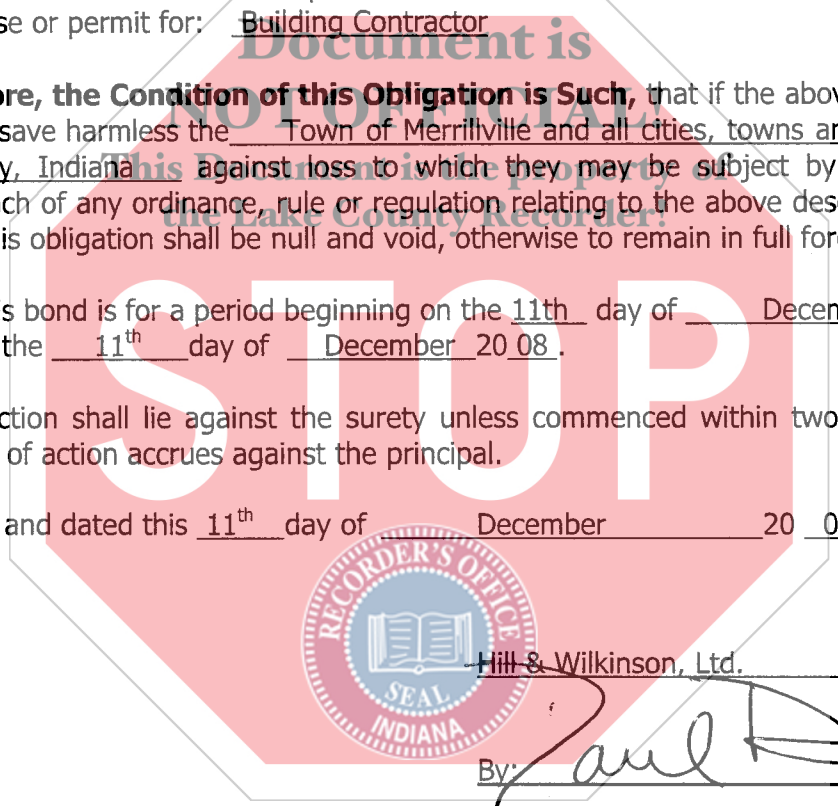 se or permit for: Building Contractor
Document is
ore, the Condition of this Obligation is Such, that if the abov
NOT OFFICIAL
save harmless the Town of Merrillville and all cities, towns an
This Document is the property of
y, Indiana against loss to which they may be subject by
ch of any ordinance, rule or regulation relating to the above des
the Lake County Recorder!
is obligation shall be null and void, otherwise to remain in full for
s bond is for a period beginning on the 11th day of Decem
the 11th day of December 20 08 .
STOP
ction shall lie against the surety unless commenced within two
of action accrues against the principal.
and dated this 11th day of December 20 0
RECORDER'S OFFICE
SEAL
INDIANA
Hill & Wilkinson, Ltd.
By: Paul